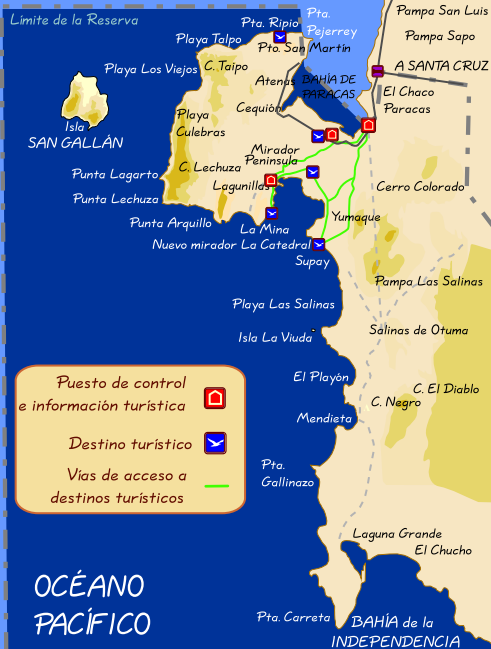 Límite de la Reserva
Pta. Ripio
Pta.
Pejerrey
Pampa San Luis
Playa Talpo
Pto. San Martín
Pampa Sapo
Playa Los Viejos
C. Taipo
A SANTA CRUZ
Atenas
BAHÍA DE
PARACAS
El Chaco
Paracas
Cequión
Playa
Culebras
Isla
SAN GALLÁN
Mirador
Peninsula
C. Lechuza
Punta Lagarto
Lagunillas
Cerro Colorado
Punta Lechuza
Punta Arquillo
Yumaque
La Mina
Nuevo mirador La Catedral
Supay
Pampa Las Salinas
Playa Las Salinas
Isla La Viuda
Salinas de Otuma
El Playón
C. El Diablo
C. Negro
Mendieta
Puesto de control
e información turística
Destino turístico
Vías de acceso a
destinos turísticos
Pta.
Gallinazo
Laguna Grande
El Chucho
OCÉANO
PACÍFICO
Pta. Carreta
BAHÍA de la
INDEPENDENCIA